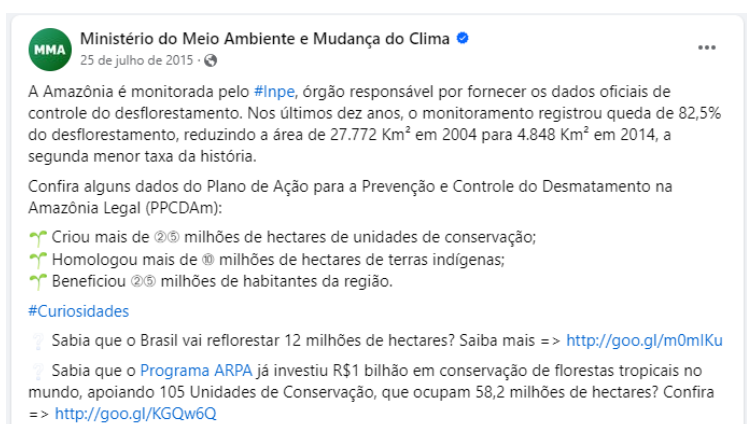 MMA
Ministério do Meio Ambiente e Mudança do Clima
25 de julho de 2015 ·
A Amazônia é monitorada pelo #Inpe, órgão responsável por fornecer os dados oficiais de
controle do desflorestamento. Nos últimos dez anos, o monitoramento registrou queda de 82,5%
do desflorestamento, reduzindo a área de 27.772 Km² em 2004 para 4.848 Km² em 2014, a
segunda menor taxa da história.
Confira alguns dados do Plano de Ação para a Prevenção e Controle do Desmatamento na
Amazônia Legal (PPCDAm):
🌱 Criou mais de ②⑤ milhões de hectares de unidades de conservação;
🌱 Homologou mais de ⑩ milhões de hectares de terras indígenas;
🌱 Beneficiou ②⑤ milhões de habitantes da região.
#Curiosidades
❔ Sabia que o Brasil vai reflorestar 12 milhões de hectares? Saiba mais => http://goo.gl/m0mIKu
❔ Sabia que o Programa ARPA já investiu R$1 bilhão em conservação de florestas tropicais no
mundo, apoiando 105 Unidades de Conservação, que ocupam 58,2 milhões de hectares? Confira
=> http://goo.gl/KGQw6Q